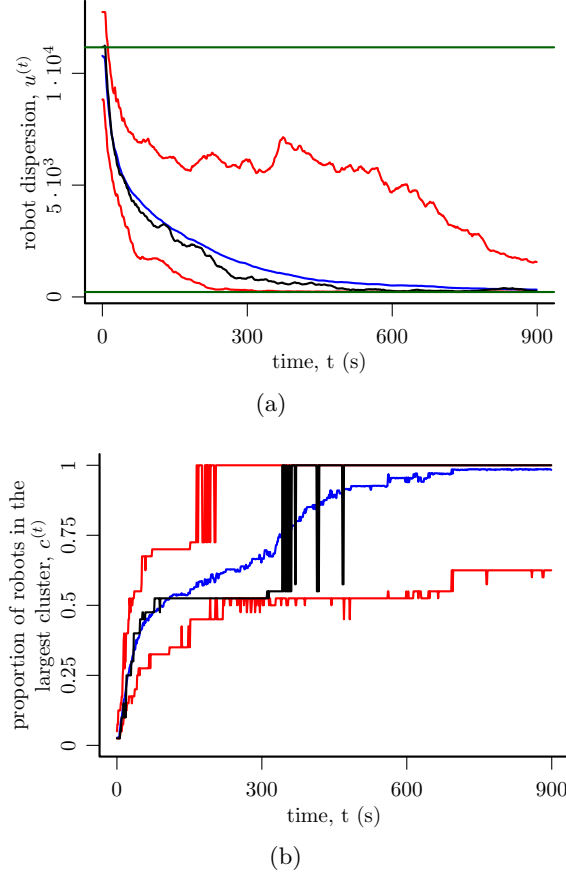 robot dispersion, u^(t)
1 · 10^4
5 · 10^3
0
0 300 600 900
time, t (s)
(a)
proportion of robots in the
largest cluster, c^(t)
1
0.75
0.5
0.25
0
0 300 600 900
time, t (s)
(b)